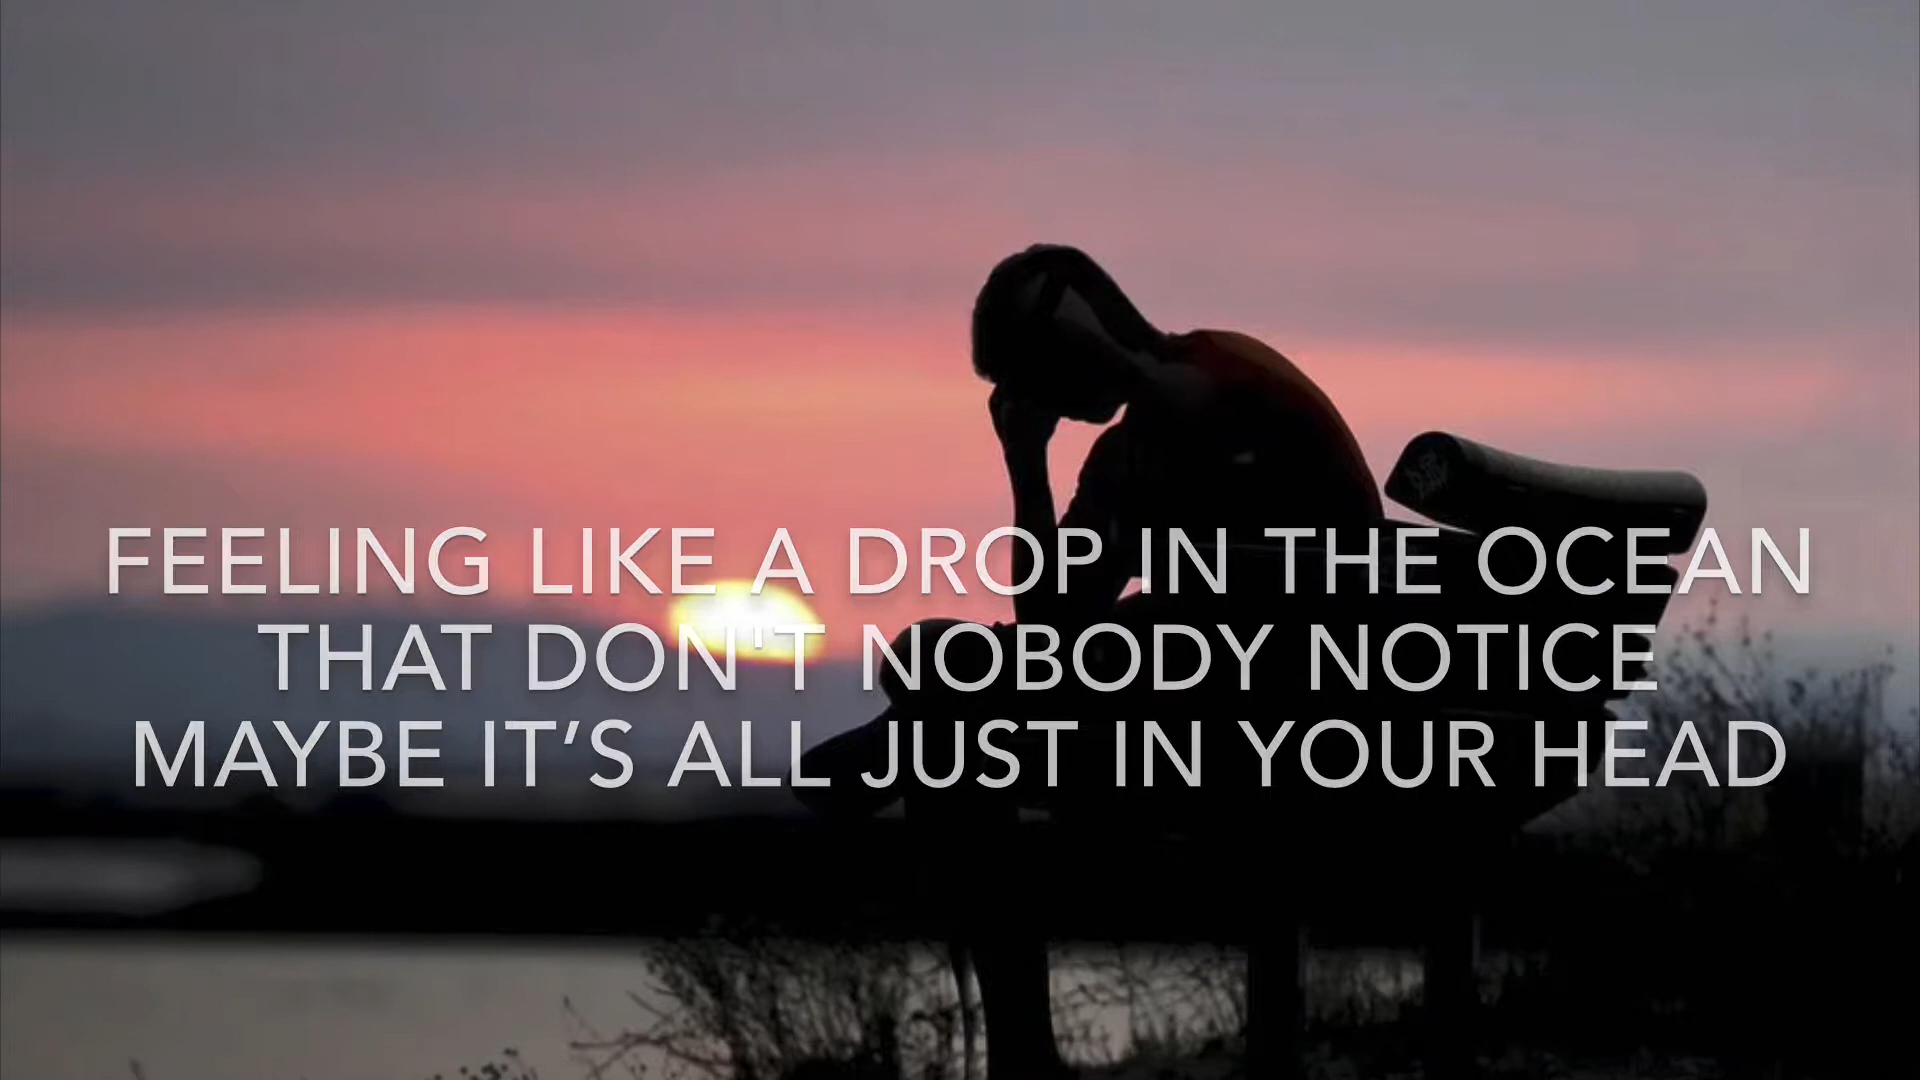 FEELING LIKE A DROP IN THE OCEAN
THAT DON'T NOBODY NOTICE
MAYBE IT’S ALL JUST IN YOUR HEAD